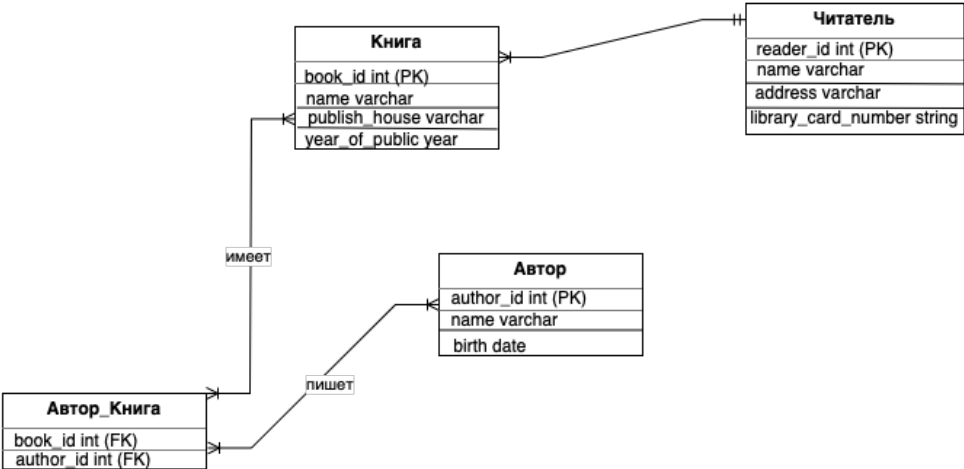 Читатель
reader_id int (PK)
name varchar
address varchar
library_card_number string
Книга
book_id int (PK)
name varchar
publish_house varchar
year_of_public year
имеет
Автор
author_id int (PK)
name varchar
birth date
пишет
Автор_Книга
book_id int (FK)
author_id int (FK)